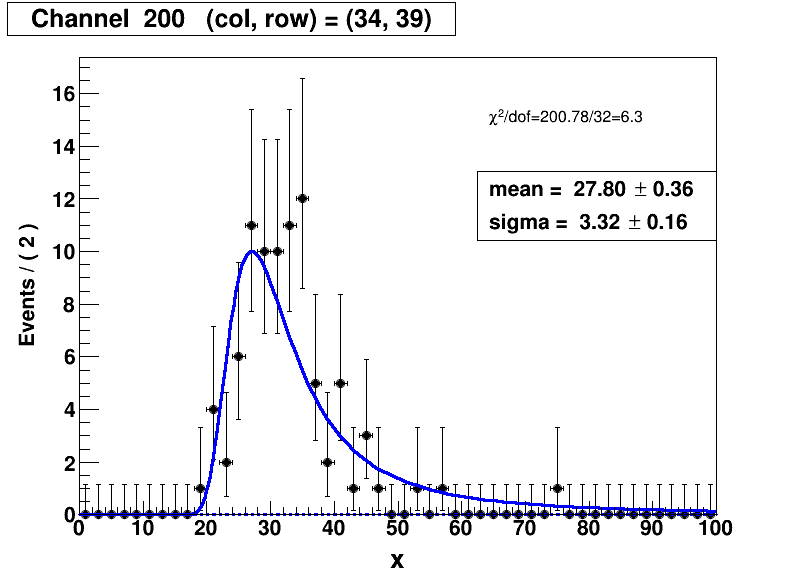 Channel 200 (col, row) = (34, 39)
χ²/dof=200.78/32=6.3
mean = 27.80 ± 0.36
sigma = 3.32 ± 0.16
Events / ( 2 )
16
14
12
10
8
6
4
2
0
0 10 20 30 40 50 60 70 80 90 100
x